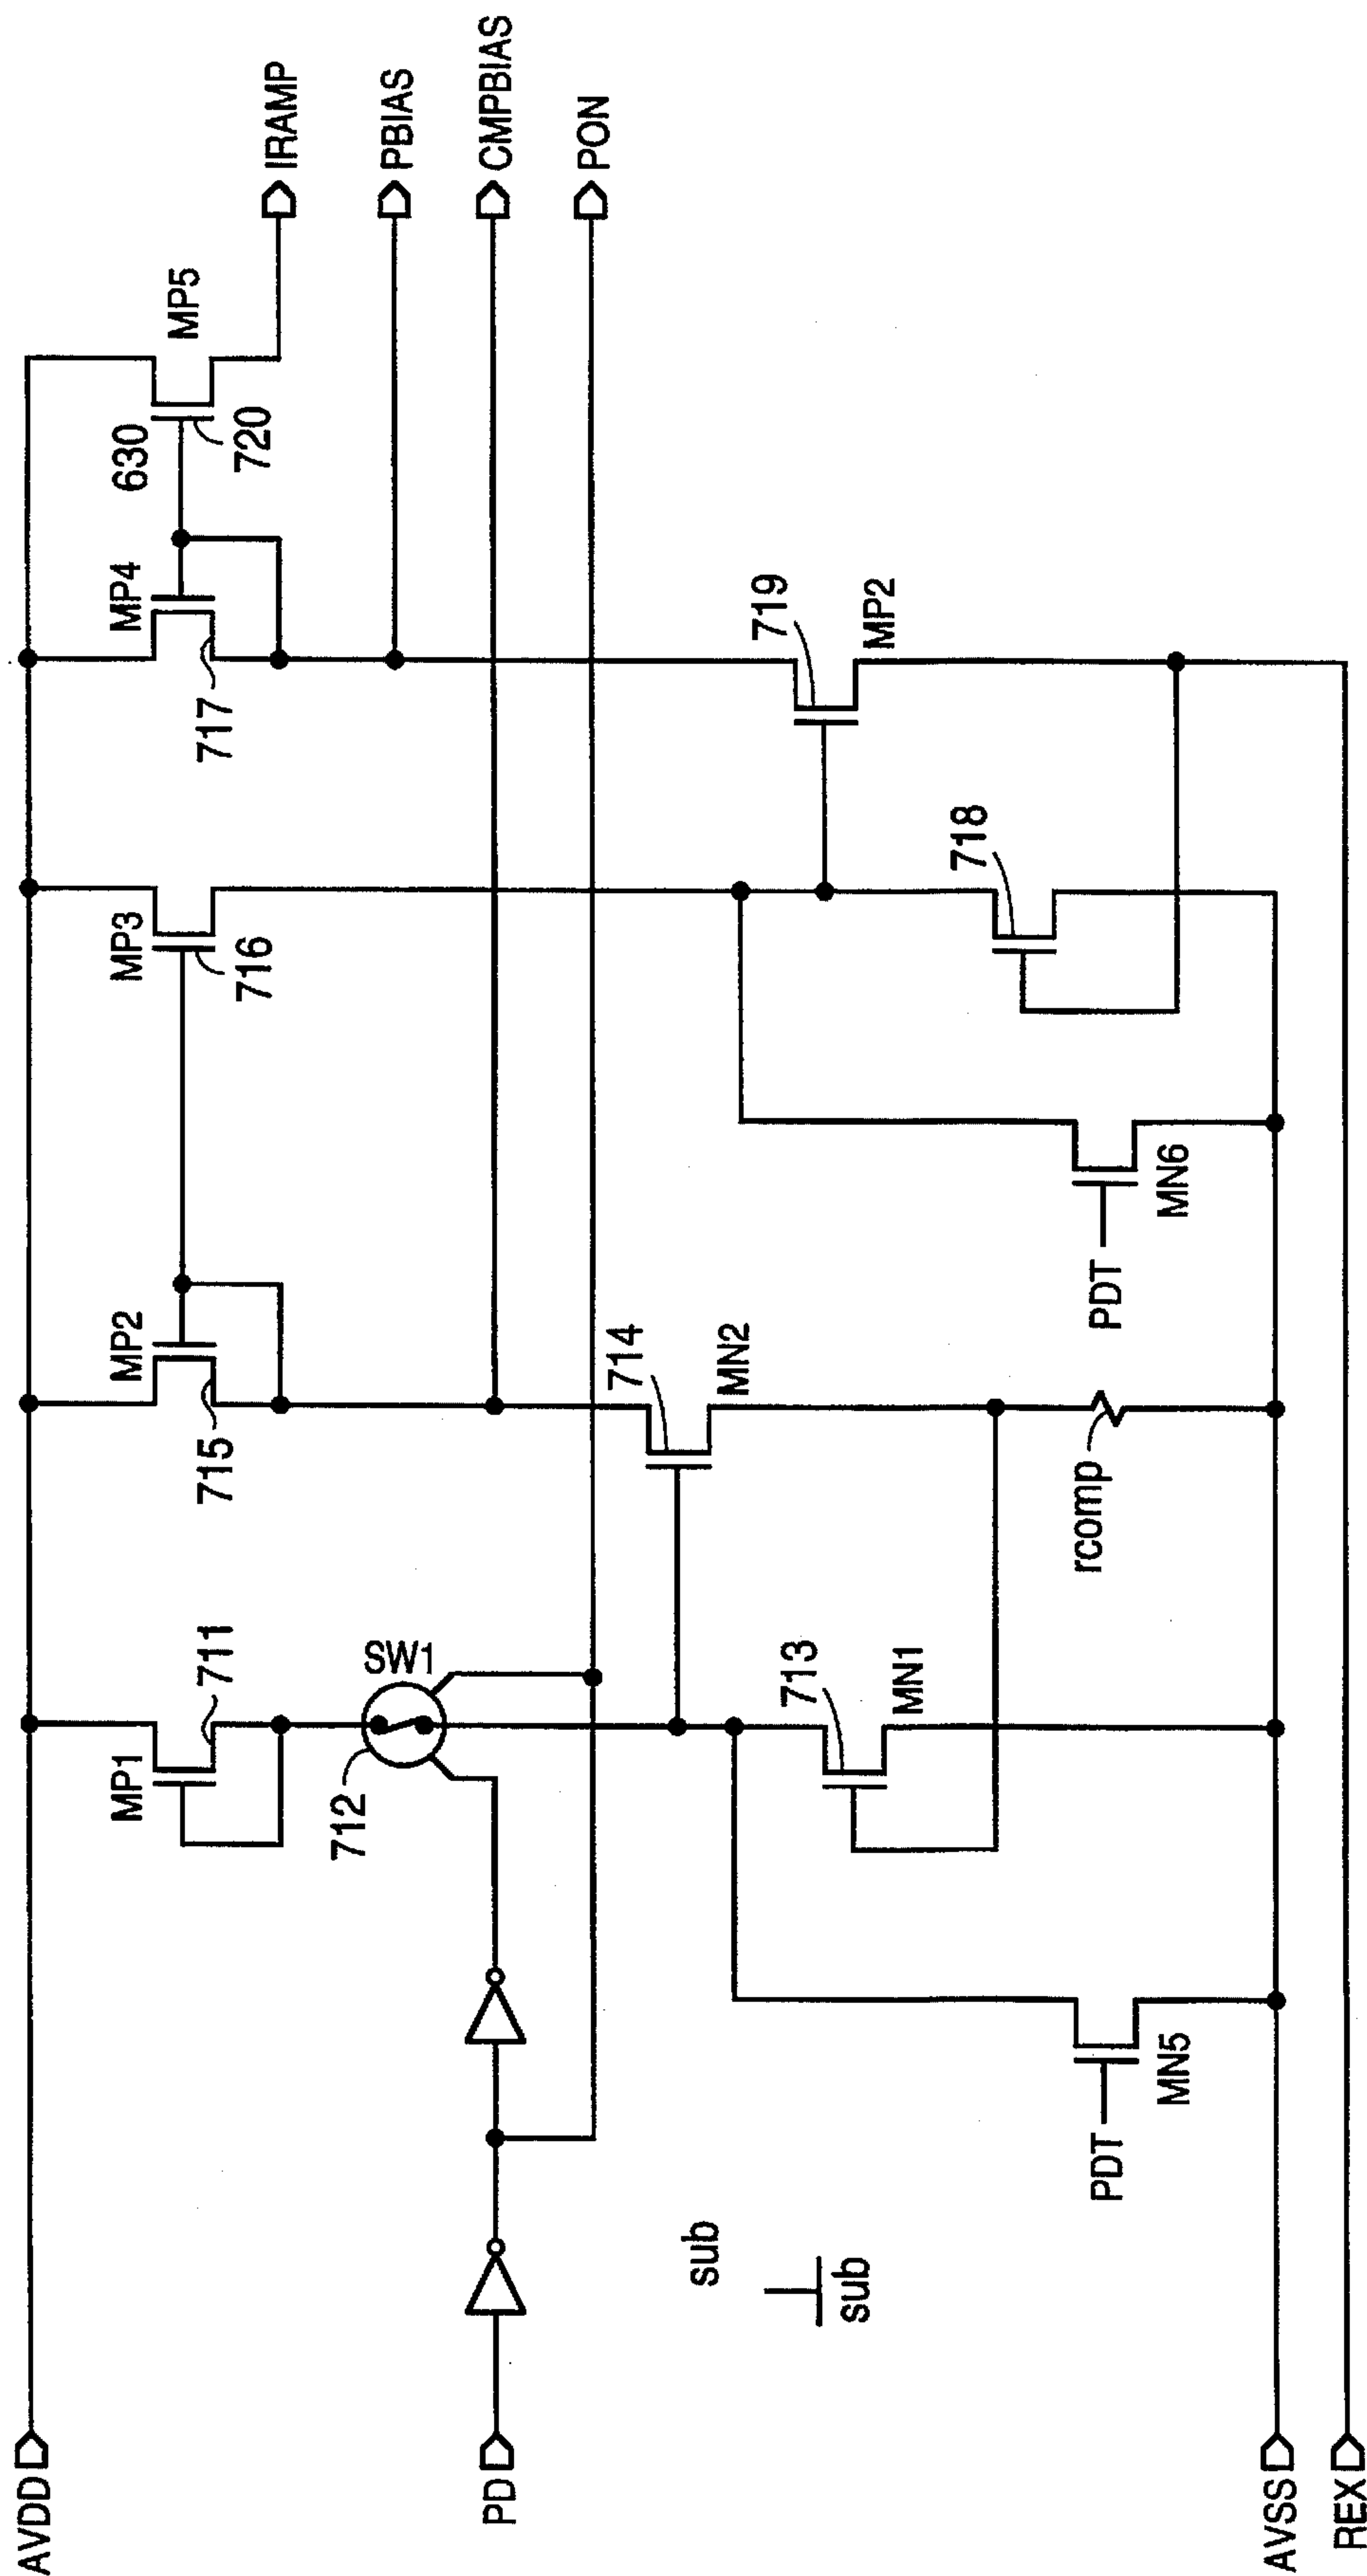 AVDD
MP1
711
MP2
715
MP3
716
MP4
717
630
720
MP5
IRAMP
PBIAS
CMPBIAS
PON
PD
712
SW1
714
MN2
719
MP2
713
MN1
718
sub
sub
PDT
MN5
rcomp
PDT
MN6
AVSS
REX